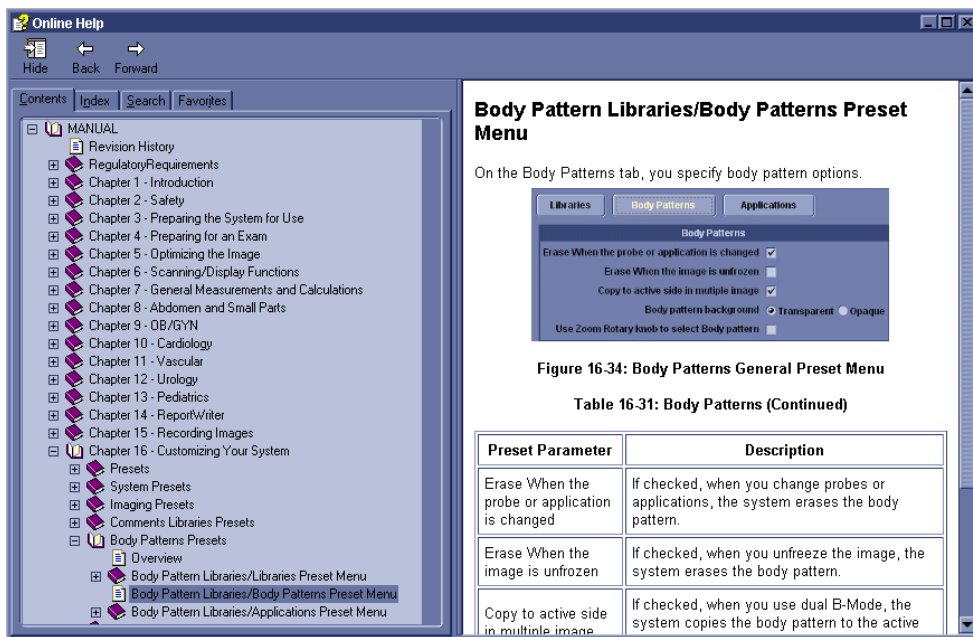 Online Help
Hide Back Forward
Contents Index Search Favorites
MANUAL
Revision History
RegulatoryRequirements
Chapter 1 - Introduction
Chapter 2 - Safety
Chapter 3 - Preparing the System for Use
Chapter 4 - Preparing for an Exam
Chapter 5 - Optimizing the Image
Chapter 6 - Scanning/Display Functions
Chapter 7 - General Measurements and Calculations
Chapter 8 - Abdomen and Small Parts
Chapter 9 - OB/GYN
Chapter 10 - Cardiology
Chapter 11 - Vascular
Chapter 12 - Urology
Chapter 13 - Pediatrics
Chapter 14 - ReportWriter
Chapter 15 - Recording Images
Chapter 16 - Customizing Your System
Presets
System Presets
Imaging Presets
Comments Libraries Presets
Body Patterns Presets
Overview
Body Pattern Libraries/Libraries Preset Menu
Body Pattern Libraries/Body Patterns Preset Menu
Body Pattern Libraries/Applications Preset Menu
Body Pattern Libraries/Body Patterns Preset
Menu
On the Body Patterns tab, you specify body pattern options.
Libraries Body Patterns Applications
Body Patterns
Erase When the probe or application is changed
Erase When the image is unfrozen
Copy to active side in mutiple image
Body pattern background Transparent Opaque
Use Zoom Rotary knob to select Body pattern
Figure 16-34: Body Patterns General Preset Menu
Table 16-31: Body Patterns (Continued)
Preset Parameter Description
Erase When the
probe or application
is changed
If checked, when you change probes or
applications, the system erases the body
pattern.
Erase When the
image is unfrozen
If checked, when you unfreeze the image, the
system erases the body pattern.
Copy to active side
in multiple image
If checked, when you use dual B-Mode, the
system copies the body pattern to the active